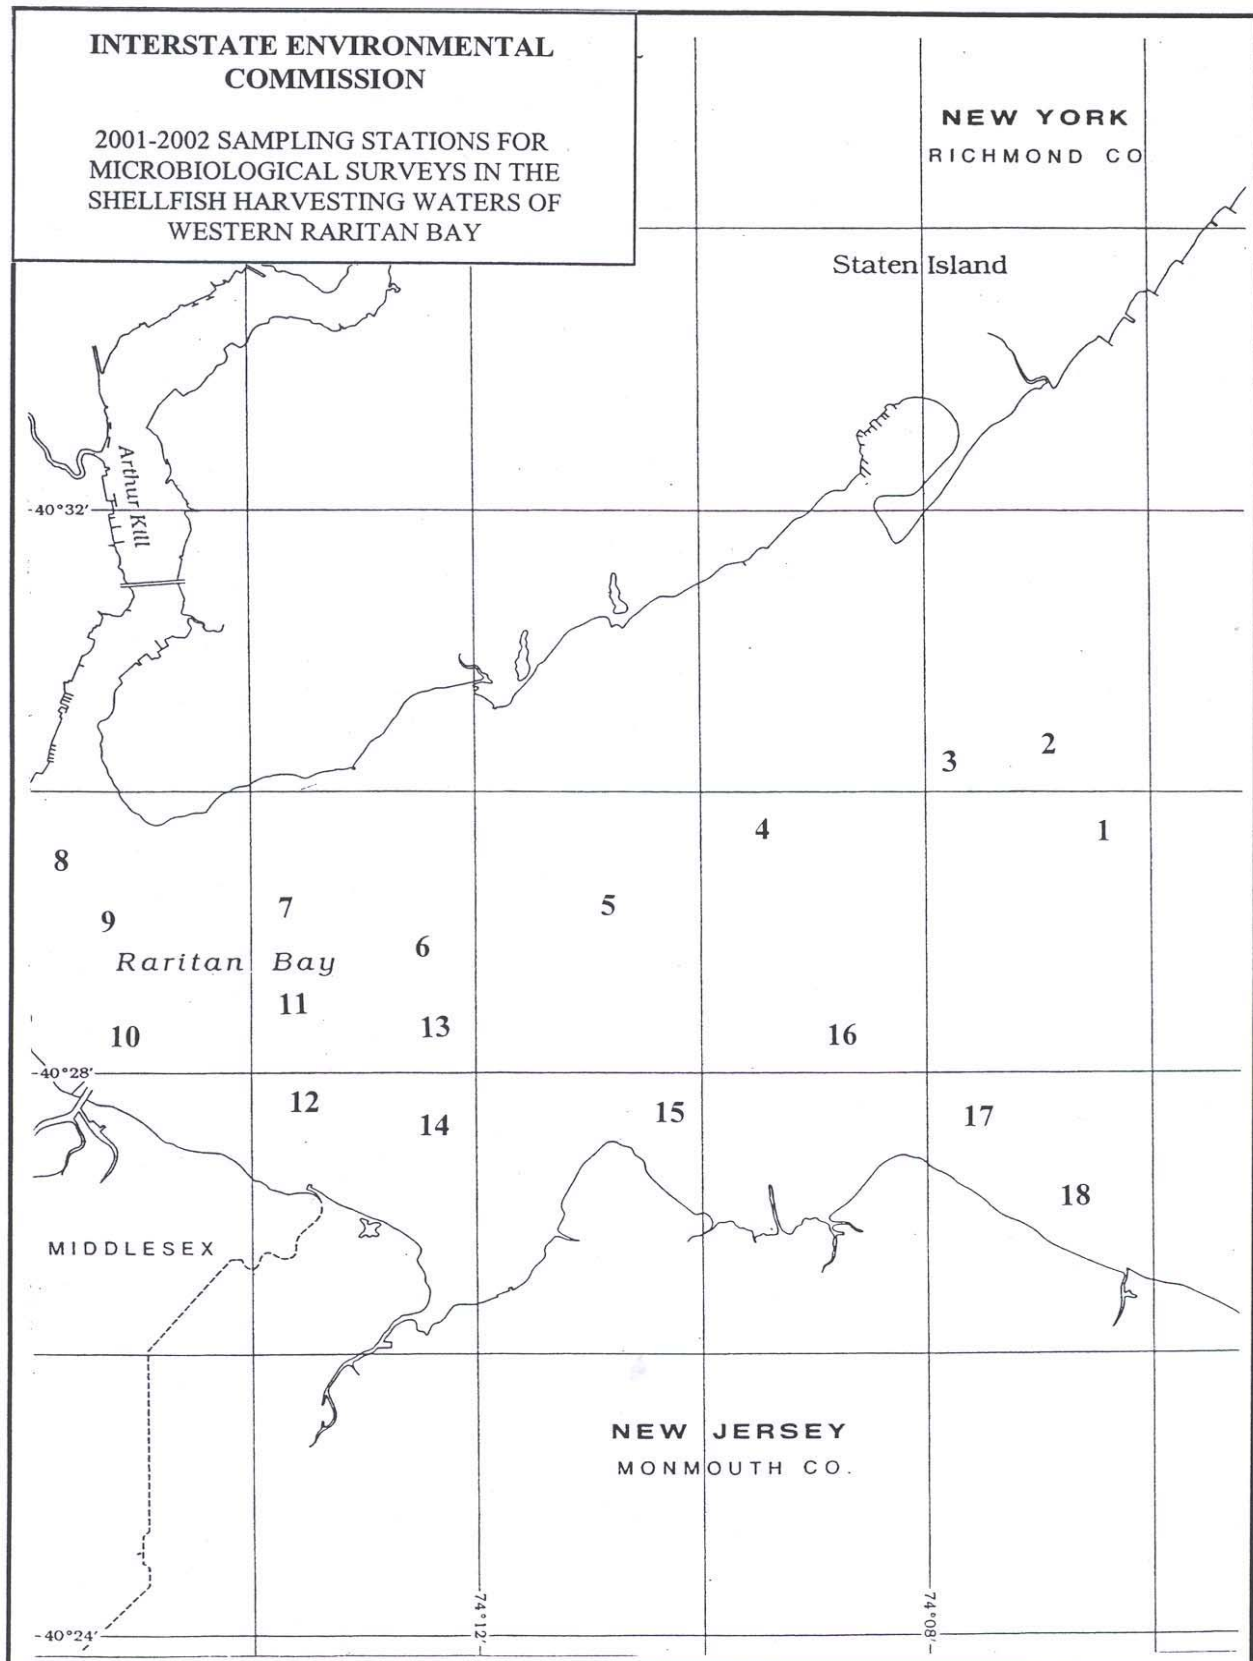 INTERSTATE ENVIRONMENTAL
COMMISSION
2001-2002 SAMPLING STATIONS FOR
MICROBIOLOGICAL SURVEYS IN THE
SHELLFISH HARVESTING WATERS OF
WESTERN RARITAN BAY
NEW YORK
RICHMOND CO
Staten Island
Arthur Kill
40°32'
2
3
4
1
8
7
5
9
6
Raritan Bay
11
13
10
16
40°28'
12
15
17
14
18
MIDDLESEX
NEW JERSEY
MONMOUTH CO.
74°12'
74°08'
40°24'